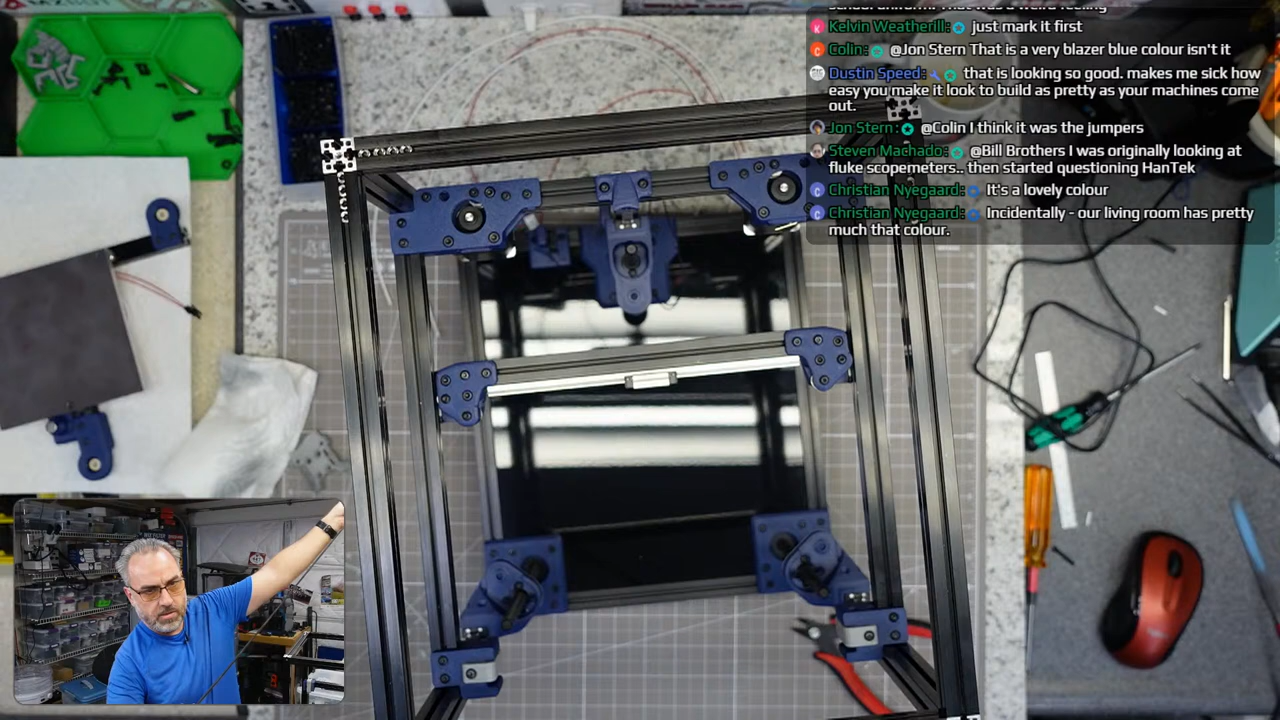 Kelvin Weatherill: just mark it first
Colin: @Jon Stern That is a very blazer blue colour isn't it
Dustin Speed: that is looking so good. makes me sick how
easy you make it look to build as pretty as your machines come
out.
Jon Stern: @Colin I think it was the jumpers
Steven Machado: @Bill Brothers I was originally looking at
fluke scopemeters.. then started questioning HanTek
Christian Nyegaard: It's a lovely colour
Christian Nyegaard: Incidentally - our living room has pretty
much that colour.